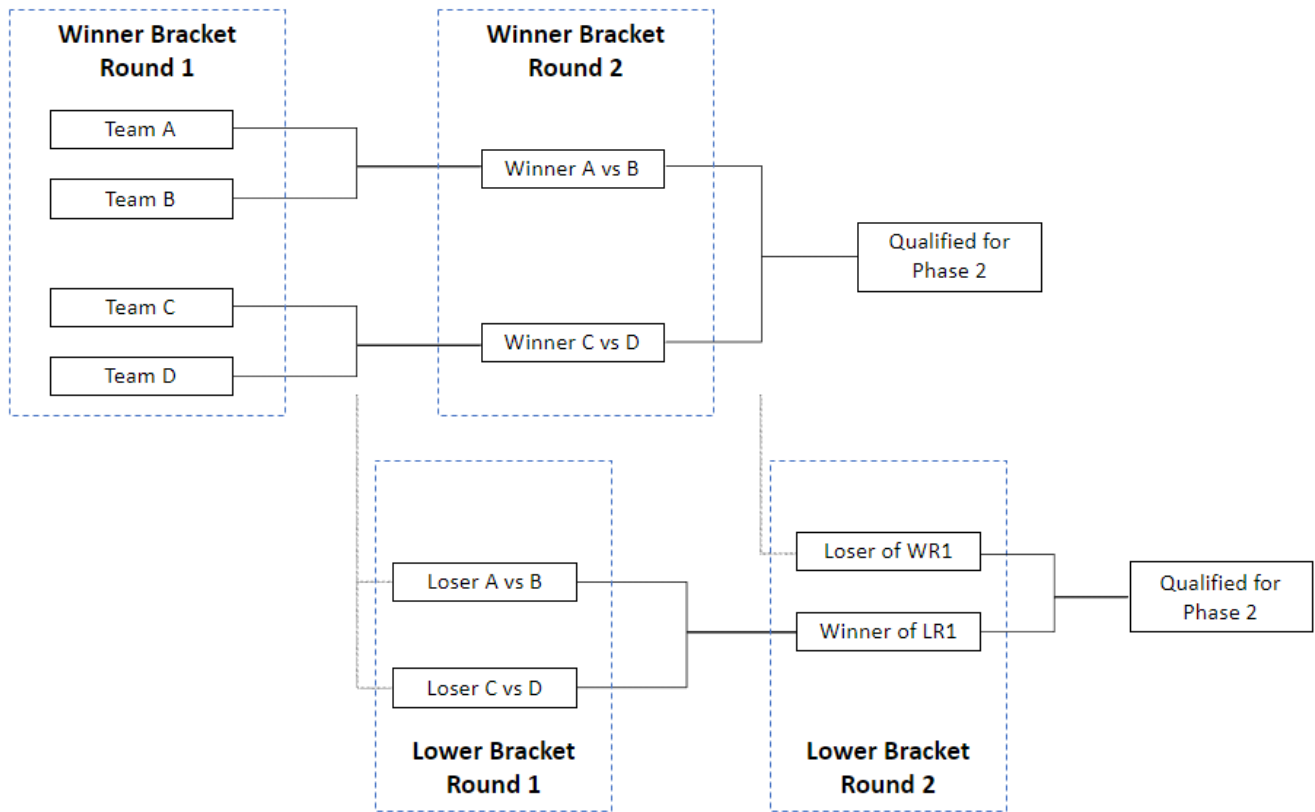 Winner Bracket
Round 1
Winner Bracket
Round 2
Team A
Team B
Team C
Team D
Winner A vs B
Winner C vs D
Qualified for
Phase 2
Loser A vs B
Loser C vs D
Lower Bracket
Round 1
Loser of WR1
Winner of LR1
Lower Bracket
Round 2
Qualified for
Phase 2